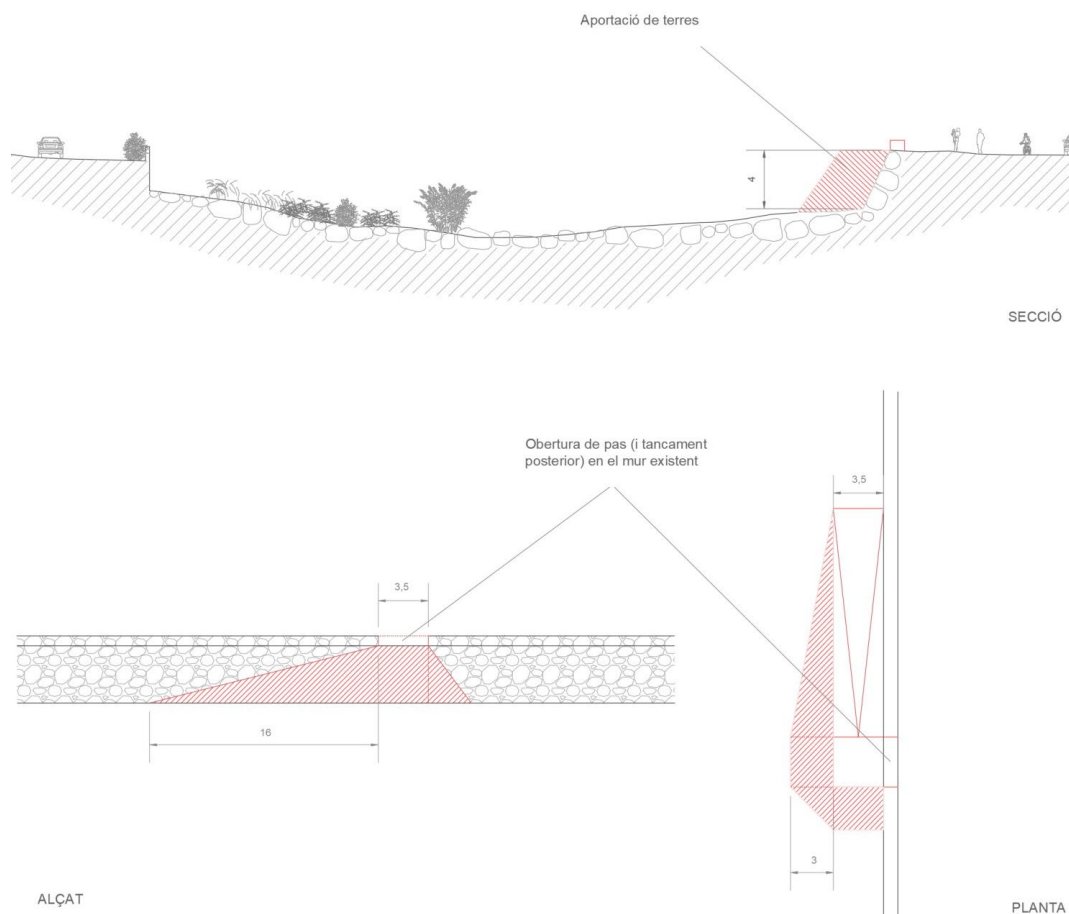 Aportació de terres
4
SECCIÓ
Obertura de pas (i tancament
posterior) en el mur existent
3,5
3,5
16
3
ALÇAT
PLANTA